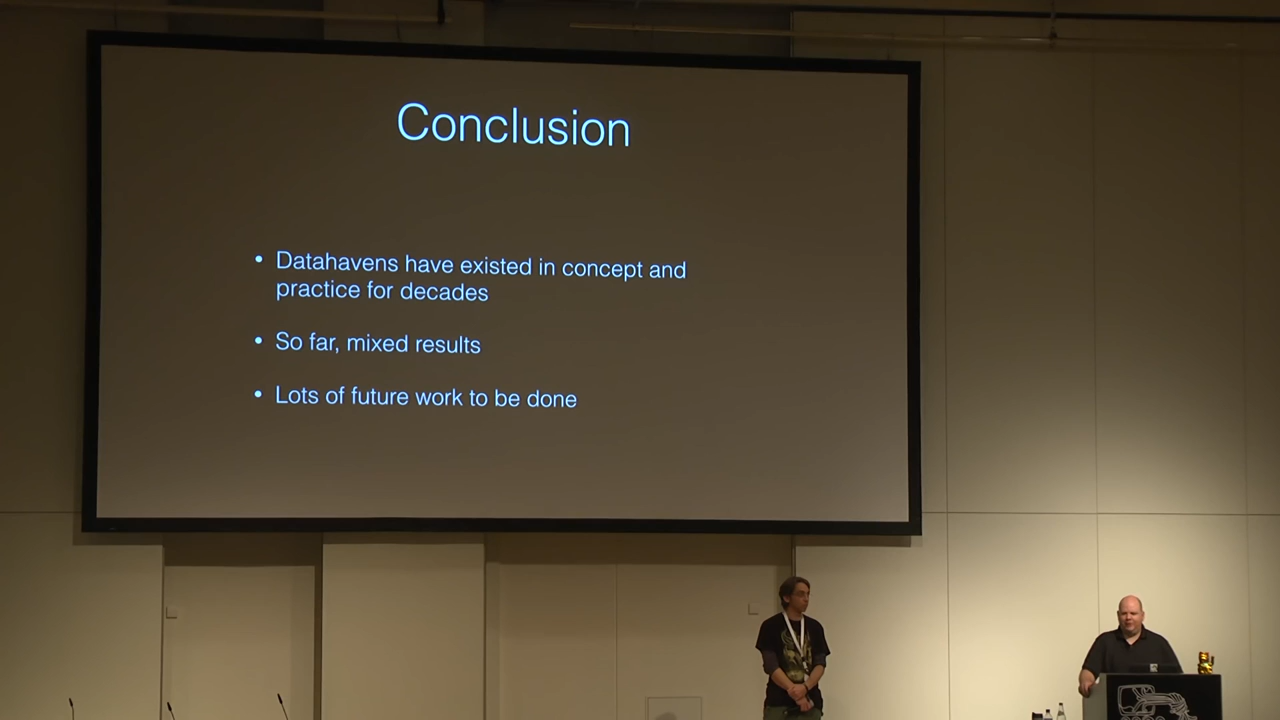 Conclusion
• Datahavens have existed in concept and
practice for decades
• So far, mixed results
• Lots of future work to be done